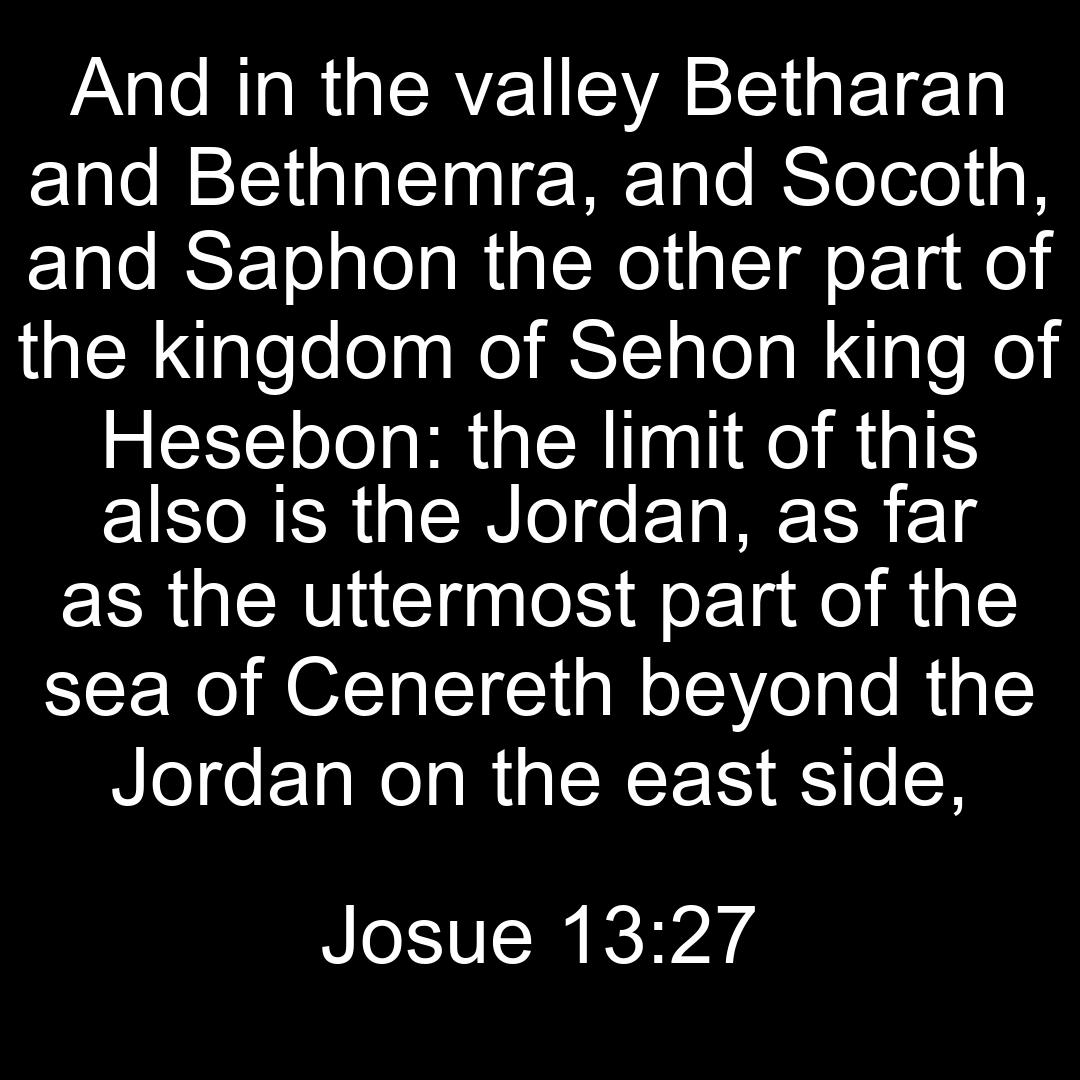 And in the valley Betharan
and Bethnemra, and Socoth,
and Saphon the other part of
the kingdom of Sehon king of
Hesebon: the limit of this
also is the Jordan, as far
as the uttermost part of the
sea of Cenereth beyond the
Jordan on the east side,
Josue 13:27